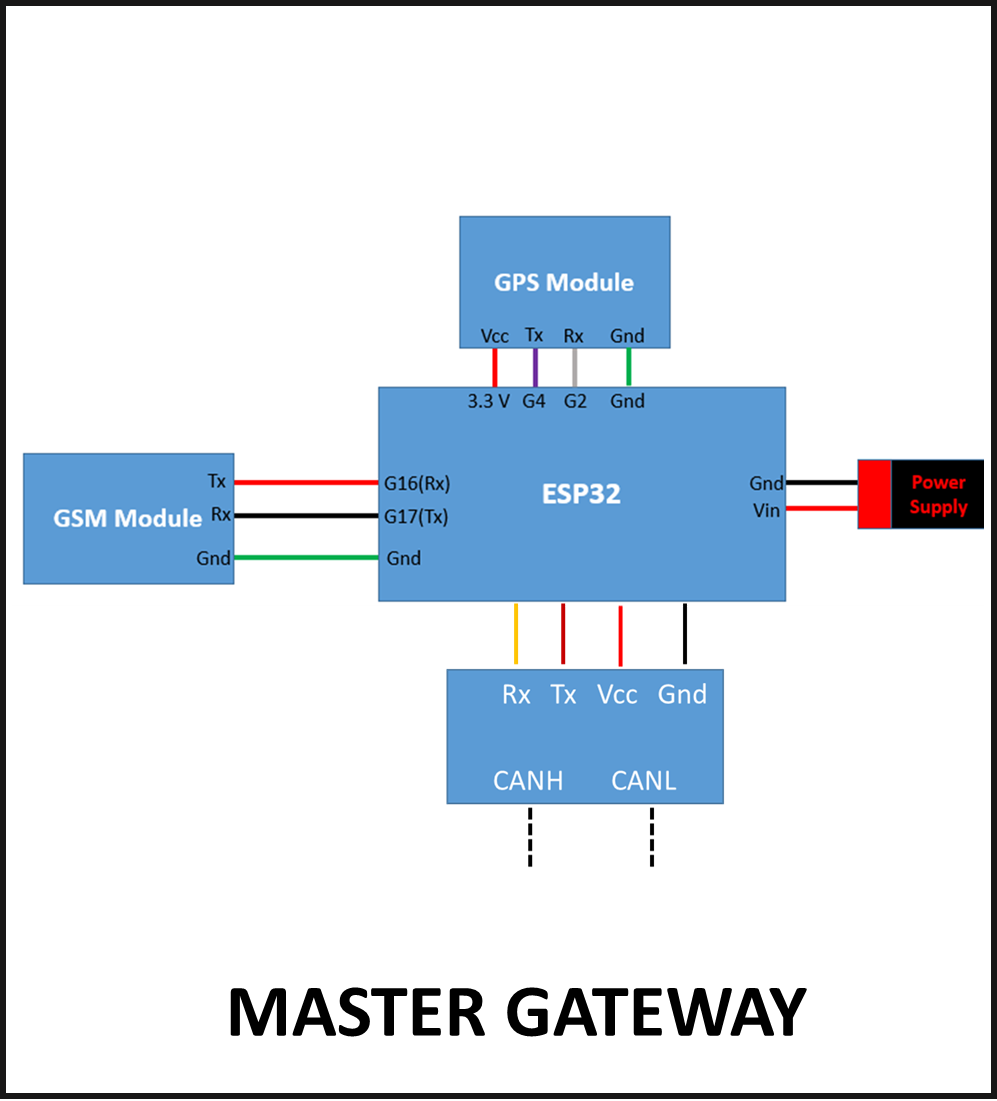 GPS Module
Vcc Tx Rx Gnd
3.3 V G4 G2 Gnd
GSM Module
Tx
Rx
Gnd
G16(Rx)
G17(Tx)
Gnd
ESP32
Gnd
Vin
Power
Supply
Rx Tx Vcc Gnd
CANH CANL
MASTER GATEWAY